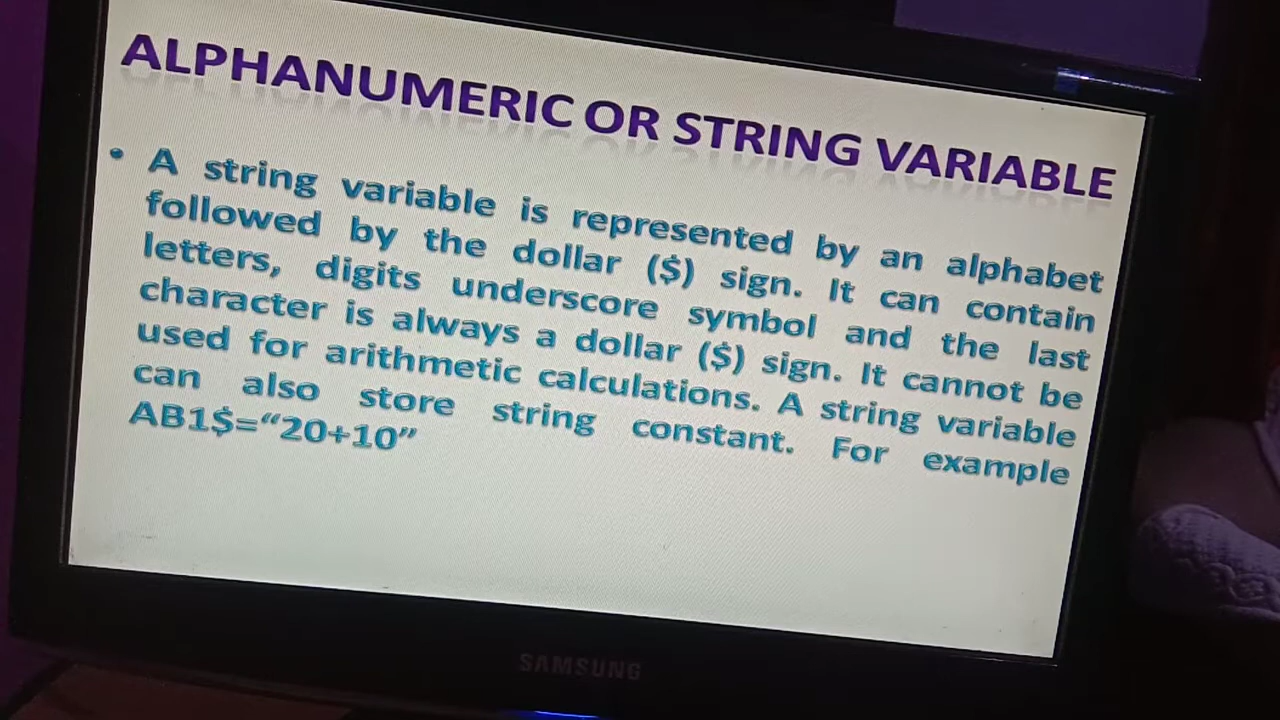 ALPHANUMERIC OR STRING VARIABLE
• A string variable is represented by an alphabet
followed by the dollar ($) sign. It can contain
letters, digits underscore symbol and the last
character is always a dollar ($) sign. It cannot be
used for arithmetic calculations. A string variable
can also store string constant. For example
AB1$=“20+10”
SAMSUNG